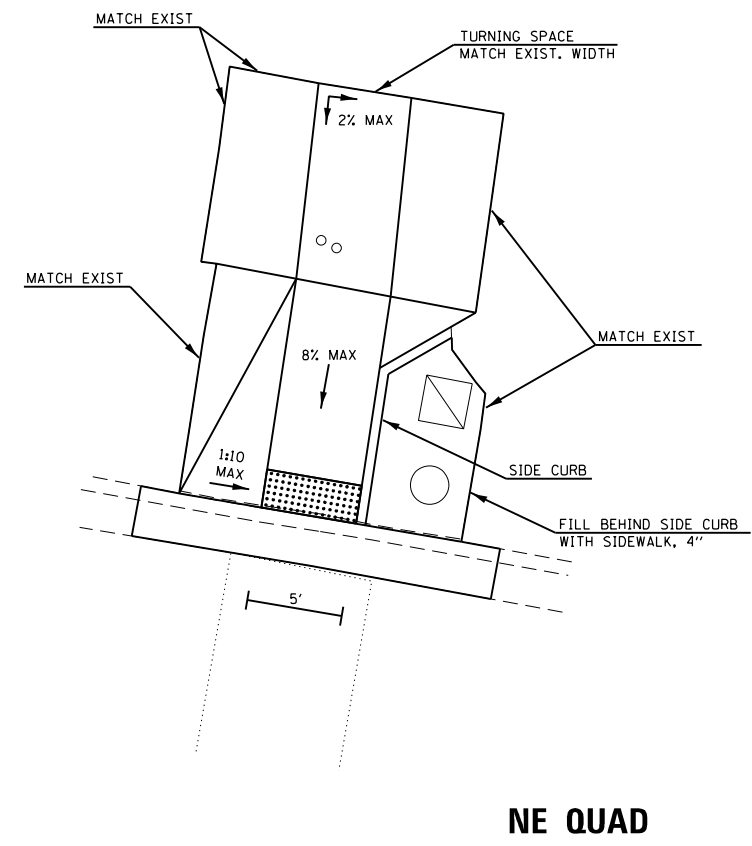 MATCH EXIST
TURNING SPACE
MATCH EXIST. WIDTH
2% MAX
MATCH EXIST
MATCH EXIST
8% MAX
1:10
MAX
SIDE CURB
FILL BEHIND SIDE CURB
WITH SIDEWALK, 4"
5'
NE QUAD